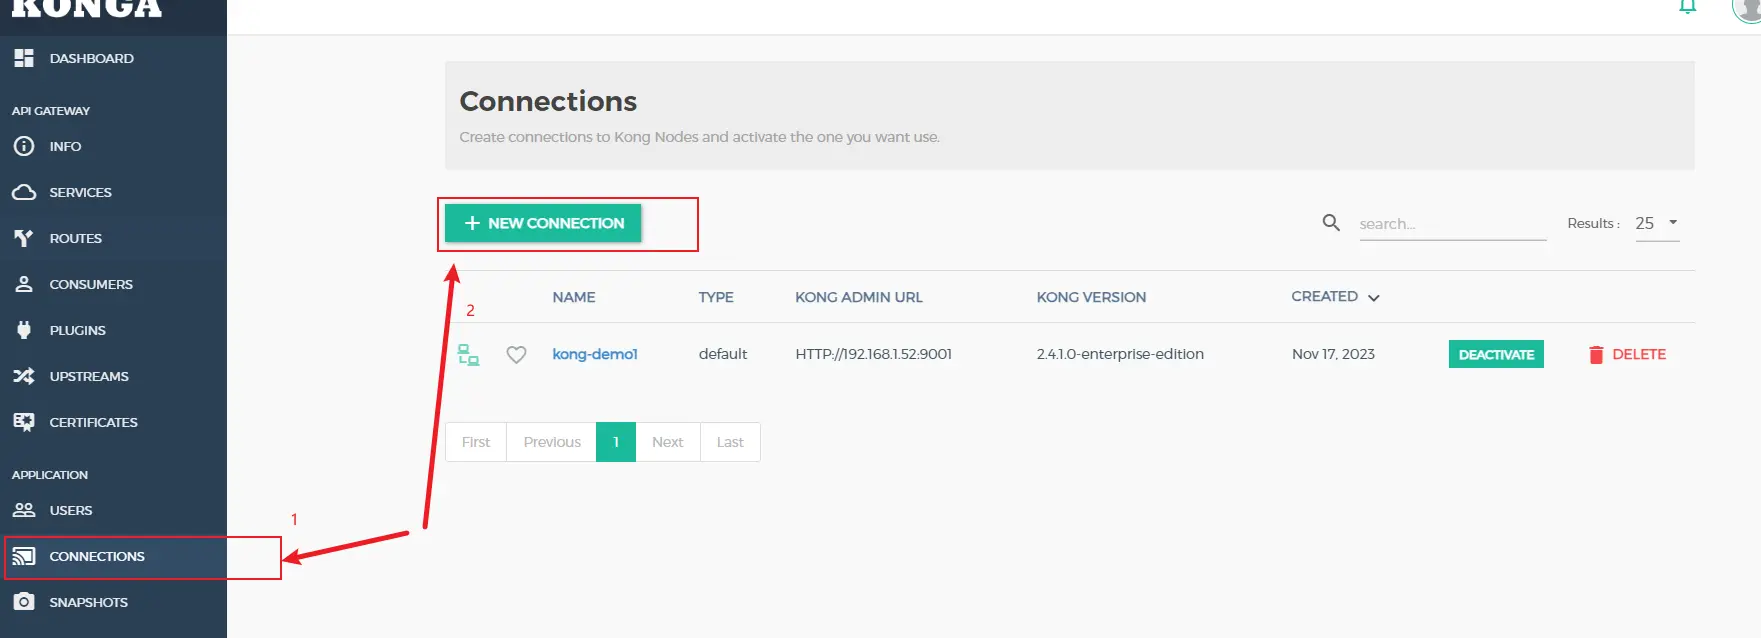 KONGA
DASHBOARD
API GATEWAY
INFO
SERVICES
ROUTES
CONSUMERS
PLUGINS
UPSTREAMS
CERTIFICATES
APPLICATION
USERS
CONNECTIONS
SNAPSHOTS
1
Connections
Create connections to Kong Nodes and activate the one you want use.
+ NEW CONNECTION
search...
Results : 25
2
NAME TYPE KONG ADMIN URL KONG VERSION CREATED
kong-demo1 default HTTP://192.168.1.52:9001 2.4.1.0-enterprise-edition Nov 17, 2023 DEACTIVATE DELETE
First Previous 1 Next Last